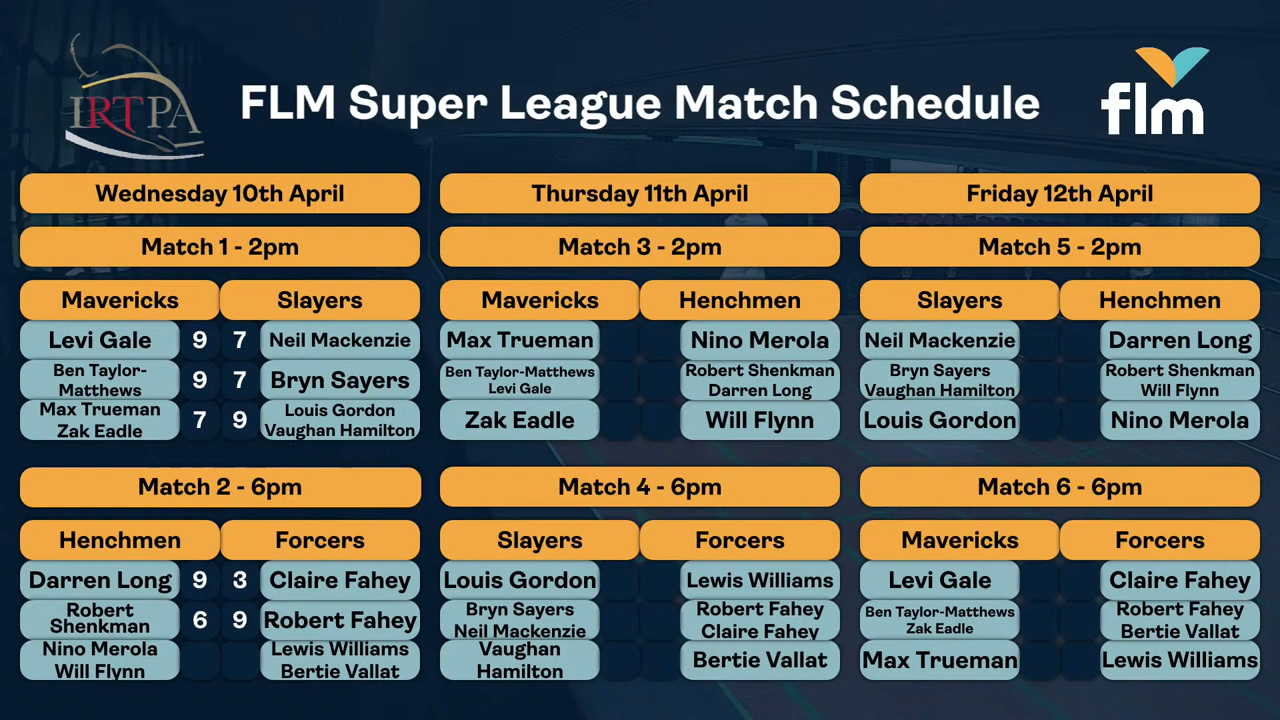 IRTPA
FLM Super League Match Schedule
flm
Wednesday 10th April
Match 1 - 2pm
Mavericks Slayers
Levi Gale 9 7 Neil Mackenzie
Ben Taylor-
Matthews 9 7 Bryn Sayers
Max Trueman
Zak Eadle 7 9 Louis Gordon
Vaughan Hamilton
Match 2 - 6pm
Henchmen Forcers
Darren Long 9 3 Claire Fahey
Robert
Shenkman 6 9 Robert Fahey
Nino Merola
Will Flynn
Lewis Williams
Bertie Vallat
Thursday 11th April
Match 3 - 2pm
Mavericks Henchmen
Max Trueman Nino Merola
Ben Taylor-Matthews
Levi Gale
Robert Shenkman
Darren Long
Zak Eadle Will Flynn
Match 4 - 6pm
Slayers Forcers
Louis Gordon Lewis Williams
Bryn Sayers
Neil Mackenzie
Robert Fahey
Claire Fahey
Vaughan
Hamilton
Bertie Vallat
Friday 12th April
Match 5 - 2pm
Slayers Henchmen
Neil Mackenzie Darren Long
Bryn Sayers
Vaughan Hamilton
Robert Shenkman
Will Flynn
Louis Gordon Nino Merola
Match 6 - 6pm
Mavericks Forcers
Levi Gale Claire Fahey
Ben Taylor-Matthews
Zak Eadle
Robert Fahey
Bertie Vallat
Max Trueman Lewis Williams